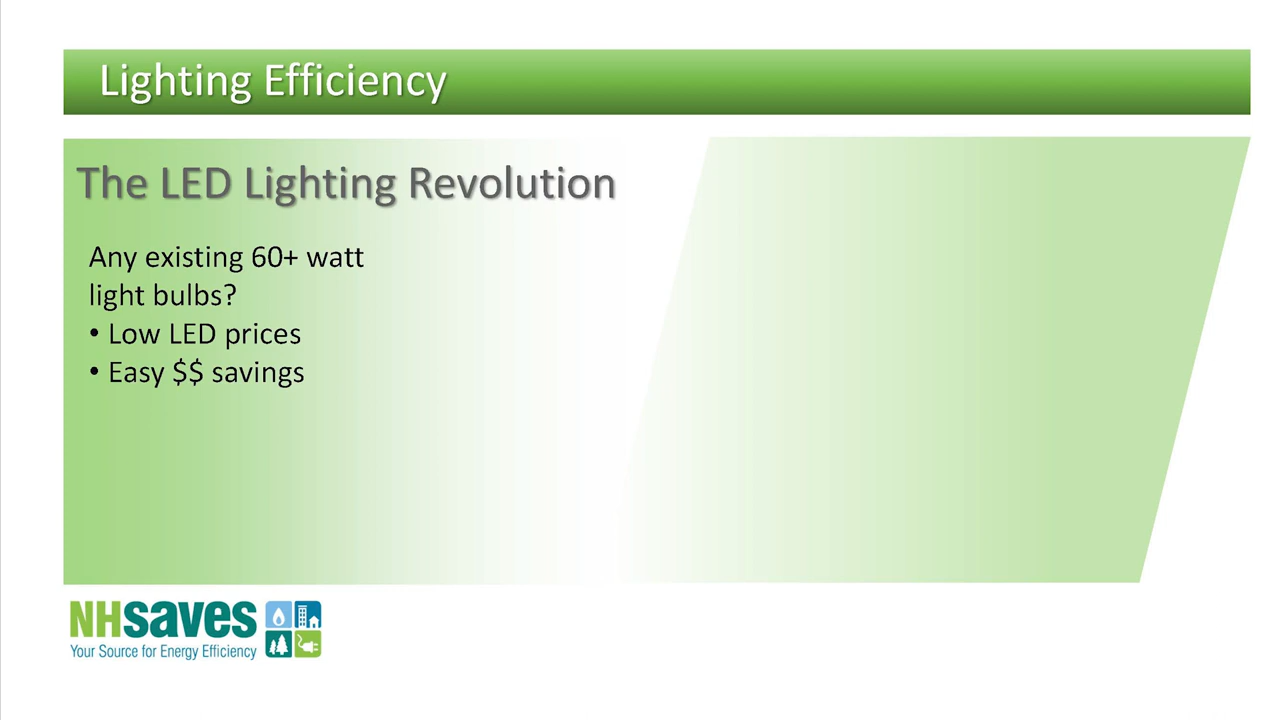 Lighting Efficiency
The LED Lighting Revolution
Any existing 60+ watt
light bulbs?
• Low LED prices
• Easy $$ savings
NHsaves
Your Source for Energy Efficiency